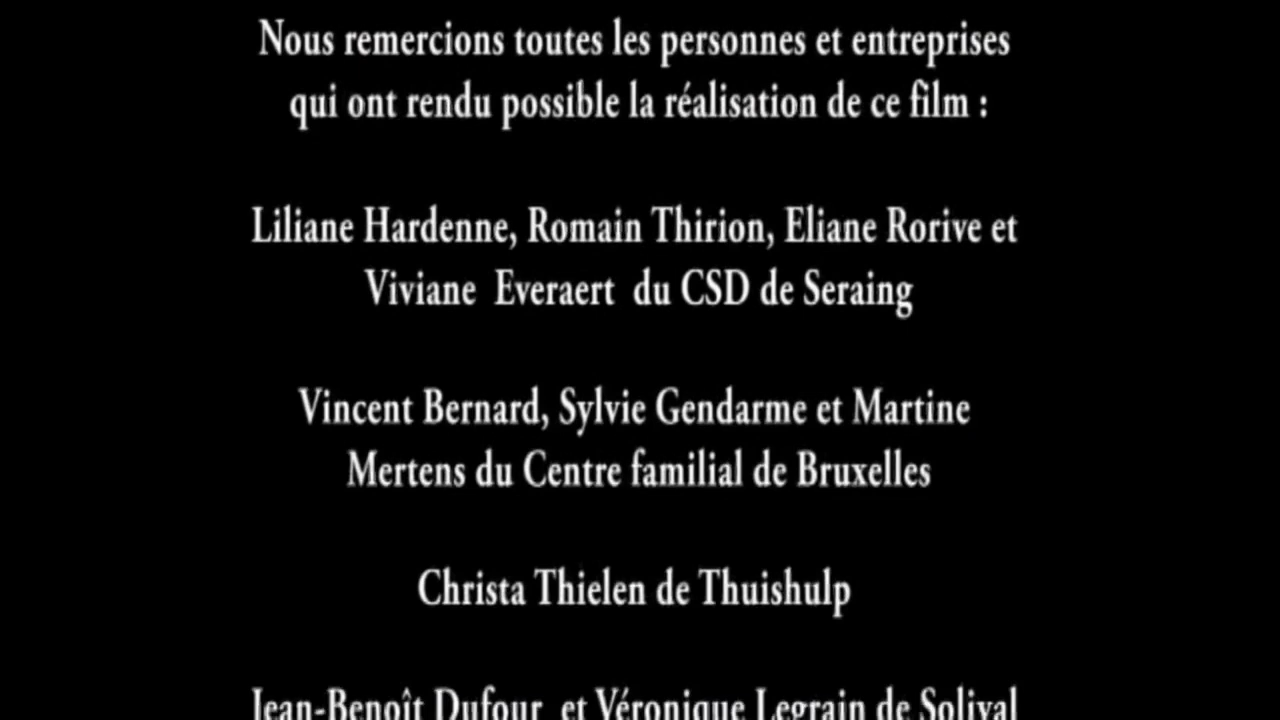 Nous remercions toutes les personnes et entreprises
qui ont rendu possible la réalisation de ce film :
Liliane Hardenne, Romain Thirion, Eliane Rorive et
Viviane Everaert du CSD de Seraing
Vincent Bernard, Sylvie Gendarme et Martine
Mertens du Centre familial de Bruxelles
Christa Thielen de Thuishulp
Jean-Benoît Dufour et Véronique Legrain de Solival